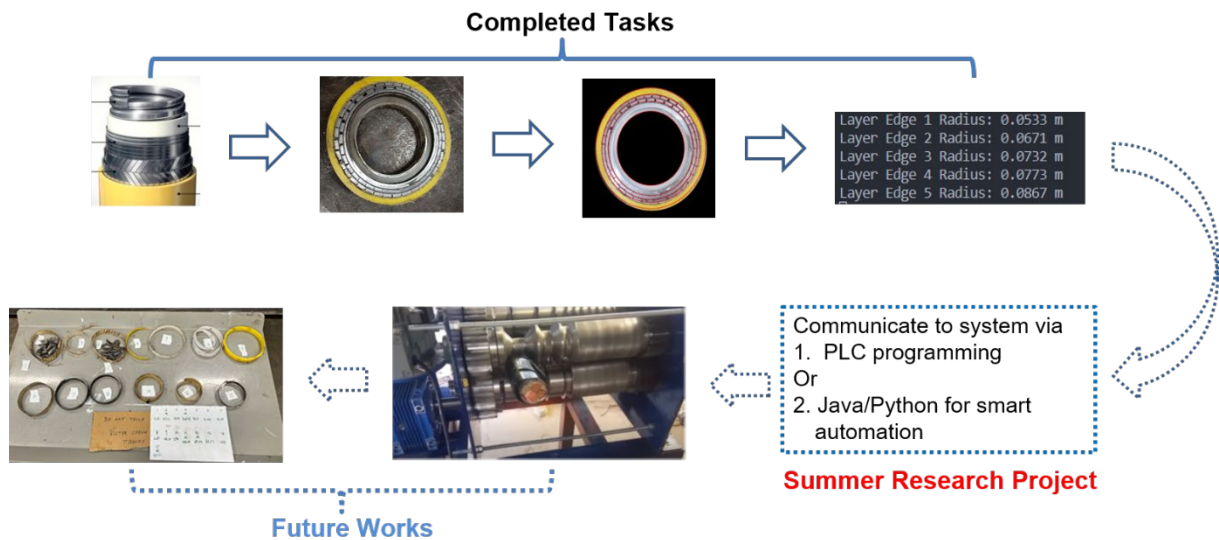 Completed Tasks
Layer Edge 1 Radius: 0.0533 m
Layer Edge 2 Radius: 0.0671 m
Layer Edge 3 Radius: 0.0732 m
Layer Edge 4 Radius: 0.0773 m
Layer Edge 5 Radius: 0.0867 m
Communicate to system via
1. PLC programming
Or
2. Java/Python for smart
automation
Summer Research Project
Future Works